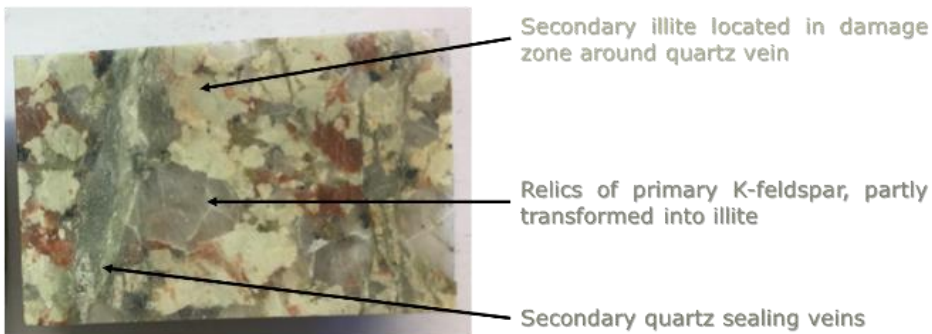 Secondary illite located in damage
zone around quartz vein
Relics of primary K-feldspar, partly
transformed into illite
Secondary quartz sealing veins